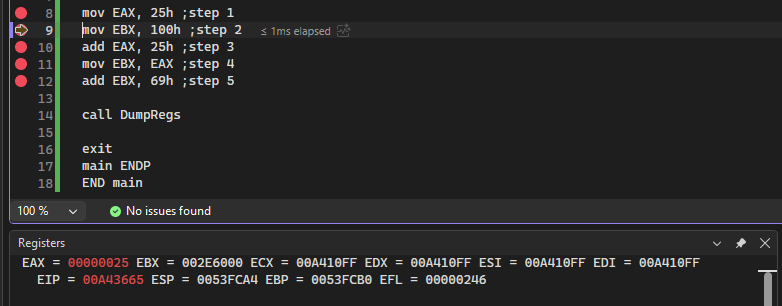 8 mov EAX, 25h ;step 1
9 mov EBX, 100h ;step 2 ≤ 1ms elapsed
10 add EAX, 25h ;step 3
11 mov EBX, EAX ;step 4
12 add EBX, 69h ;step 5
13
14 call DumpRegs
15
16 exit
17 main ENDP
18 END main
100 % No issues found
Registers
EAX = 00000025 EBX = 002E6000 ECX = 00A410FF EDX = 00A410FF ESI = 00A410FF EDI = 00A410FF
EIP = 00A43665 ESP = 0053FCA4 EBP = 0053FCB0 EFL = 00000246